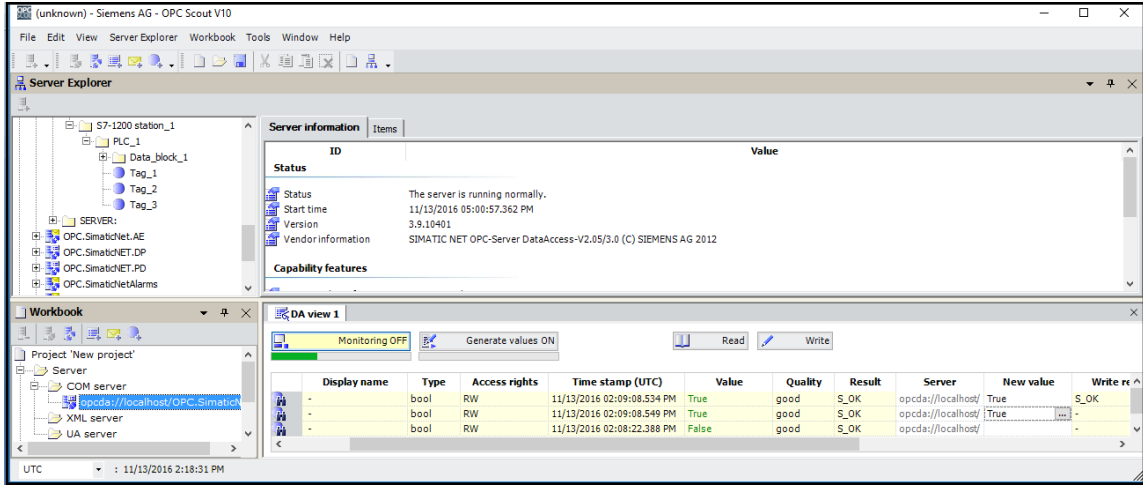 (unknown) - Siemens AG - OPC Scout V10
File Edit View Server Explorer Workbook Tools Window Help
Server Explorer
S7-1200 station_1
PLC_1
Data_block_1
Tag_1
Tag_2
Tag_3
SERVER:
OPC.SimaticNet.AE
OPC.SimaticNET.DP
OPC.SimaticNET.PD
OPC.SimaticNetAlarms
Server information Items
ID Value
Status
Status The server is running normally.
Start time 11/13/2016 05:00:57.362 PM
Version 3.9.10401
Vendor information SIMATIC NET OPC-Server DataAccess-V2.05/3.0 (C) SIEMENS AG 2012
Capability features
Workbook
Project 'New project'
Server
COM server
opcda://localhost/OPC.SimaticN
XML server
UA server
DA view 1
Monitoring OFF Generate values ON Read Write
Display name Type Access rights Time stamp (UTC) Value Quality Result Server New value Write re
- bool RW 11/13/2016 02:09:08.534 PM True good S_OK opcda://localhost/ True S_OK
- bool RW 11/13/2016 02:09:08.549 PM True good S_OK opcda://localhost/ True ... -
- bool RW 11/13/2016 02:08:22.388 PM False good S_OK opcda://localhost/ -
UTC : 11/13/2016 2:18:31 PM